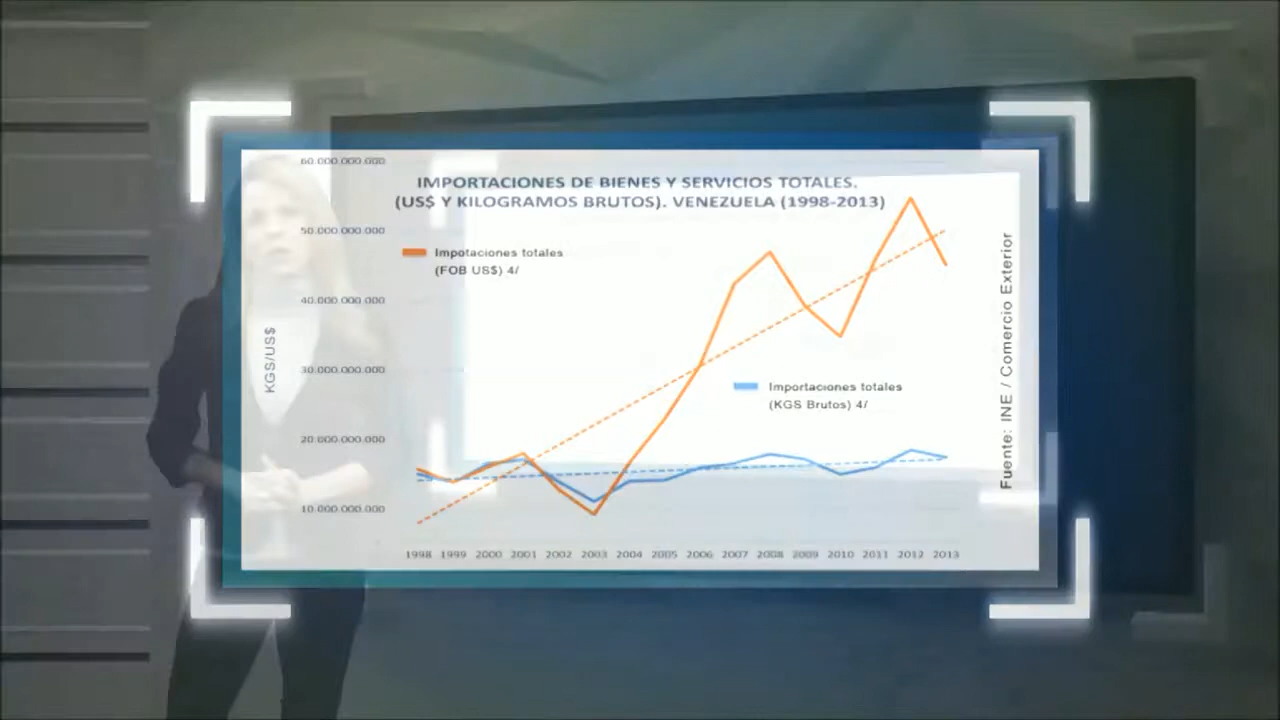 60.000.000.000
IMPORTACIONES DE BIENES Y SERVICIOS TOTALES.
(US$ Y KILOGRAMOS BRUTOS). VENEZUELA (1998-2013)
50.000.000.000
Impotaciones totales
(FOB US$) 4/
40.000.000.000
KGS/US$
30.000.000.000
Importaciones totales
(KGS Brutos) 4/
20.000.000.000
10.000.000.000
Fuente: INE / Comercio Exterior
1998 1999 2000 2001 2002 2003 2004 2005 2006 2007 2008 2009 2010 2011 2012 2013